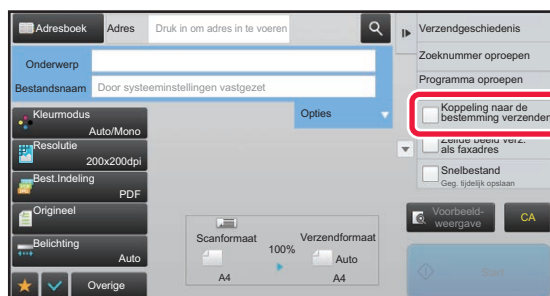 Adresboek
Adres
Druk in om adres in te voeren
Onderwerp
Bestandsnaam
Door systeeminstellingen vastgezet
Opties
Kleurmodus
Auto/Mono
Resolutie
200x200dpi
Best.Indeling
PDF
Origineel
Belichting
Auto
Overige
Scanformaat
A4
100%
Verzendformaat
Auto
A4
Verzendgeschiedenis
Zoeknummer oproepen
Programma oproepen
Koppeling naar de
bestemming verzenden
Zelfde beeld verz.
als faxadres
Snelbestand
Geg. tijdelijk opslaan
Voorbeeld-
weergave
CA
Start